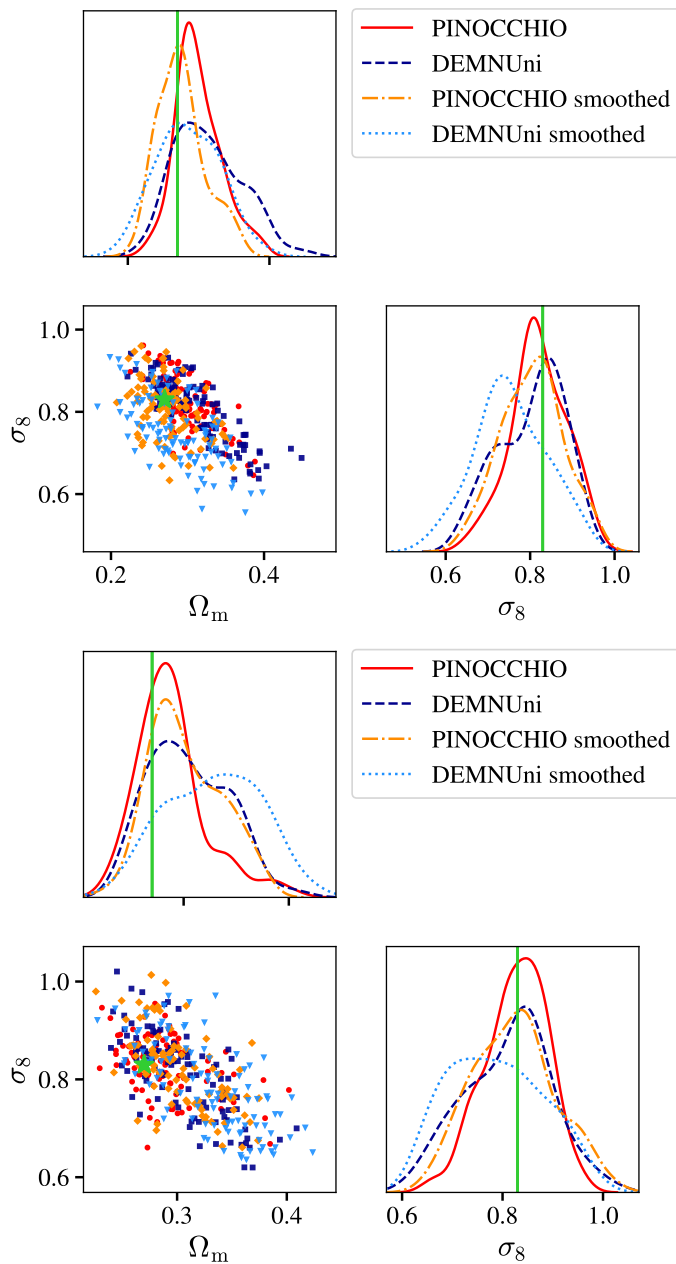 PINOCCHIO
DEMNUni
PINOCCHIO smoothed
DEMNUni smoothed
1.0
0.8
0.6
σ8
0.2 0.4
Ωm
0.6 0.8 1.0
σ8
PINOCCHIO
DEMNUni
PINOCCHIO smoothed
DEMNUni smoothed
1.0
0.8
0.6
σ8
0.3 0.4
Ωm
0.6 0.8 1.0
σ8